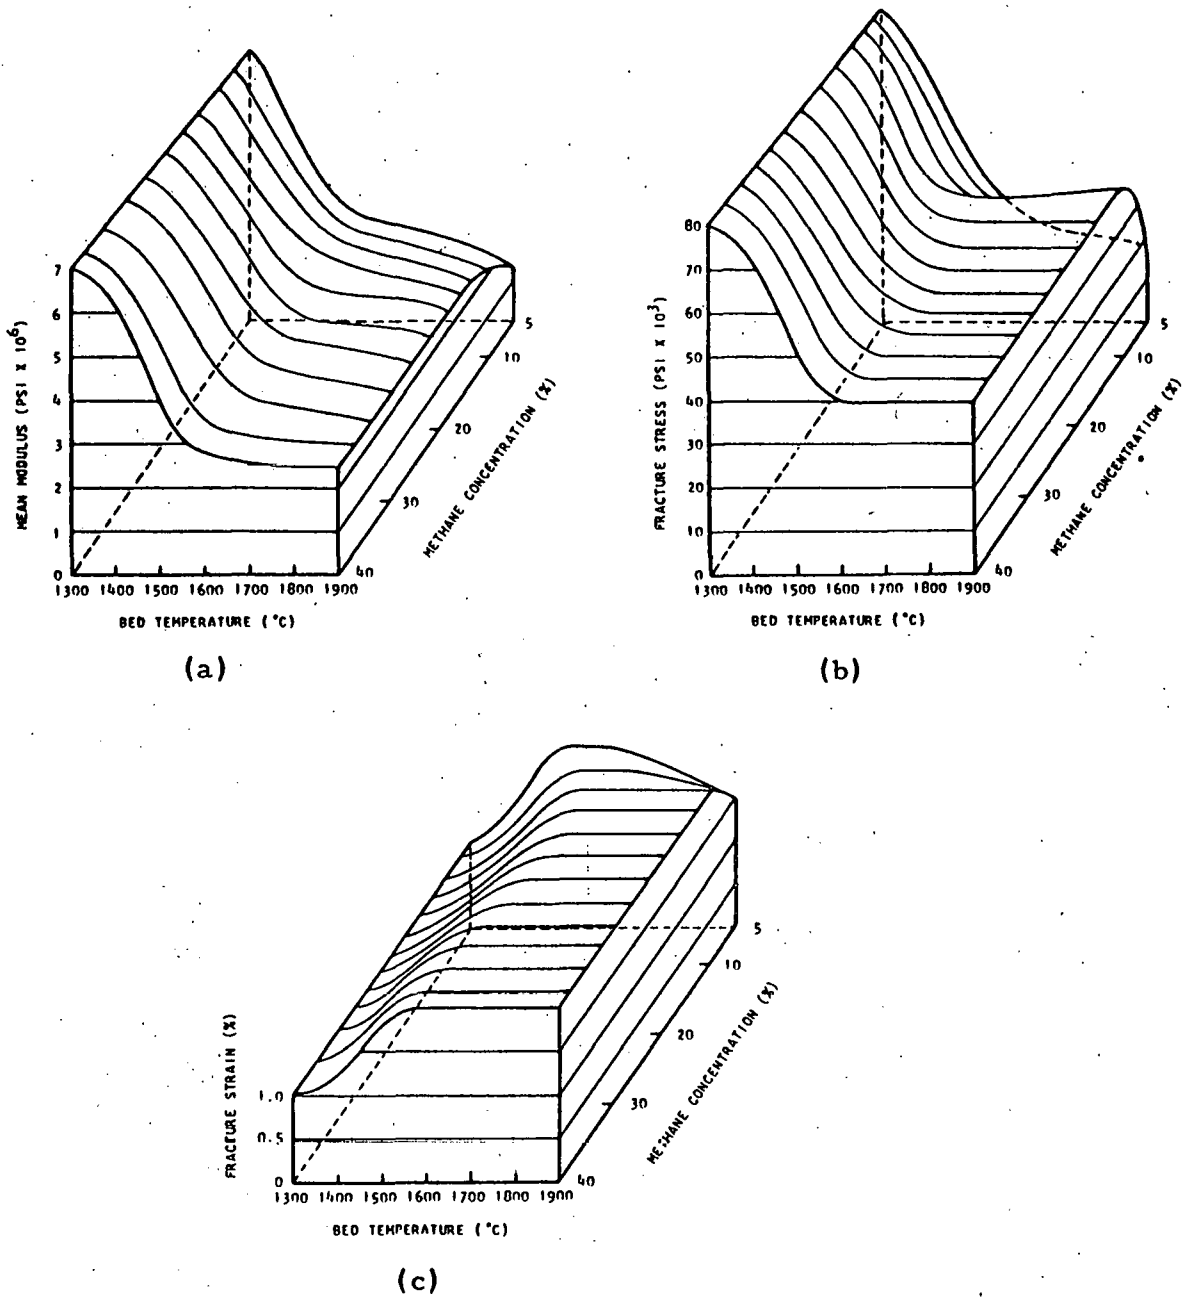 MEAN MODULUS (PSI X 10⁶)
7
6
5
4
3
2
1
0
1300 1400 1500 1600 1700 1800 1900
BED TEMPERATURE (°C)
5
10
20
30
40
METHANE CONCENTRATION (%)
(a)
FRACTURE STRESS (PSI X 10³)
80
70
60
50
40
30
20
10
0
1300 1400 1500 1600 1700 1800 1900
BED TEMPERATURE (°C)
5
10
20
30
40
METHANE CONCENTRATION (%)
(b)
FRACTURE STRAIN (%)
1.0
0.5
0
1300 1400 1500 1600 1700 1800 1900
BED TEMPERATURE (°C)
5
10
20
30
40
METHANE CONCENTRATION (%)
(c)